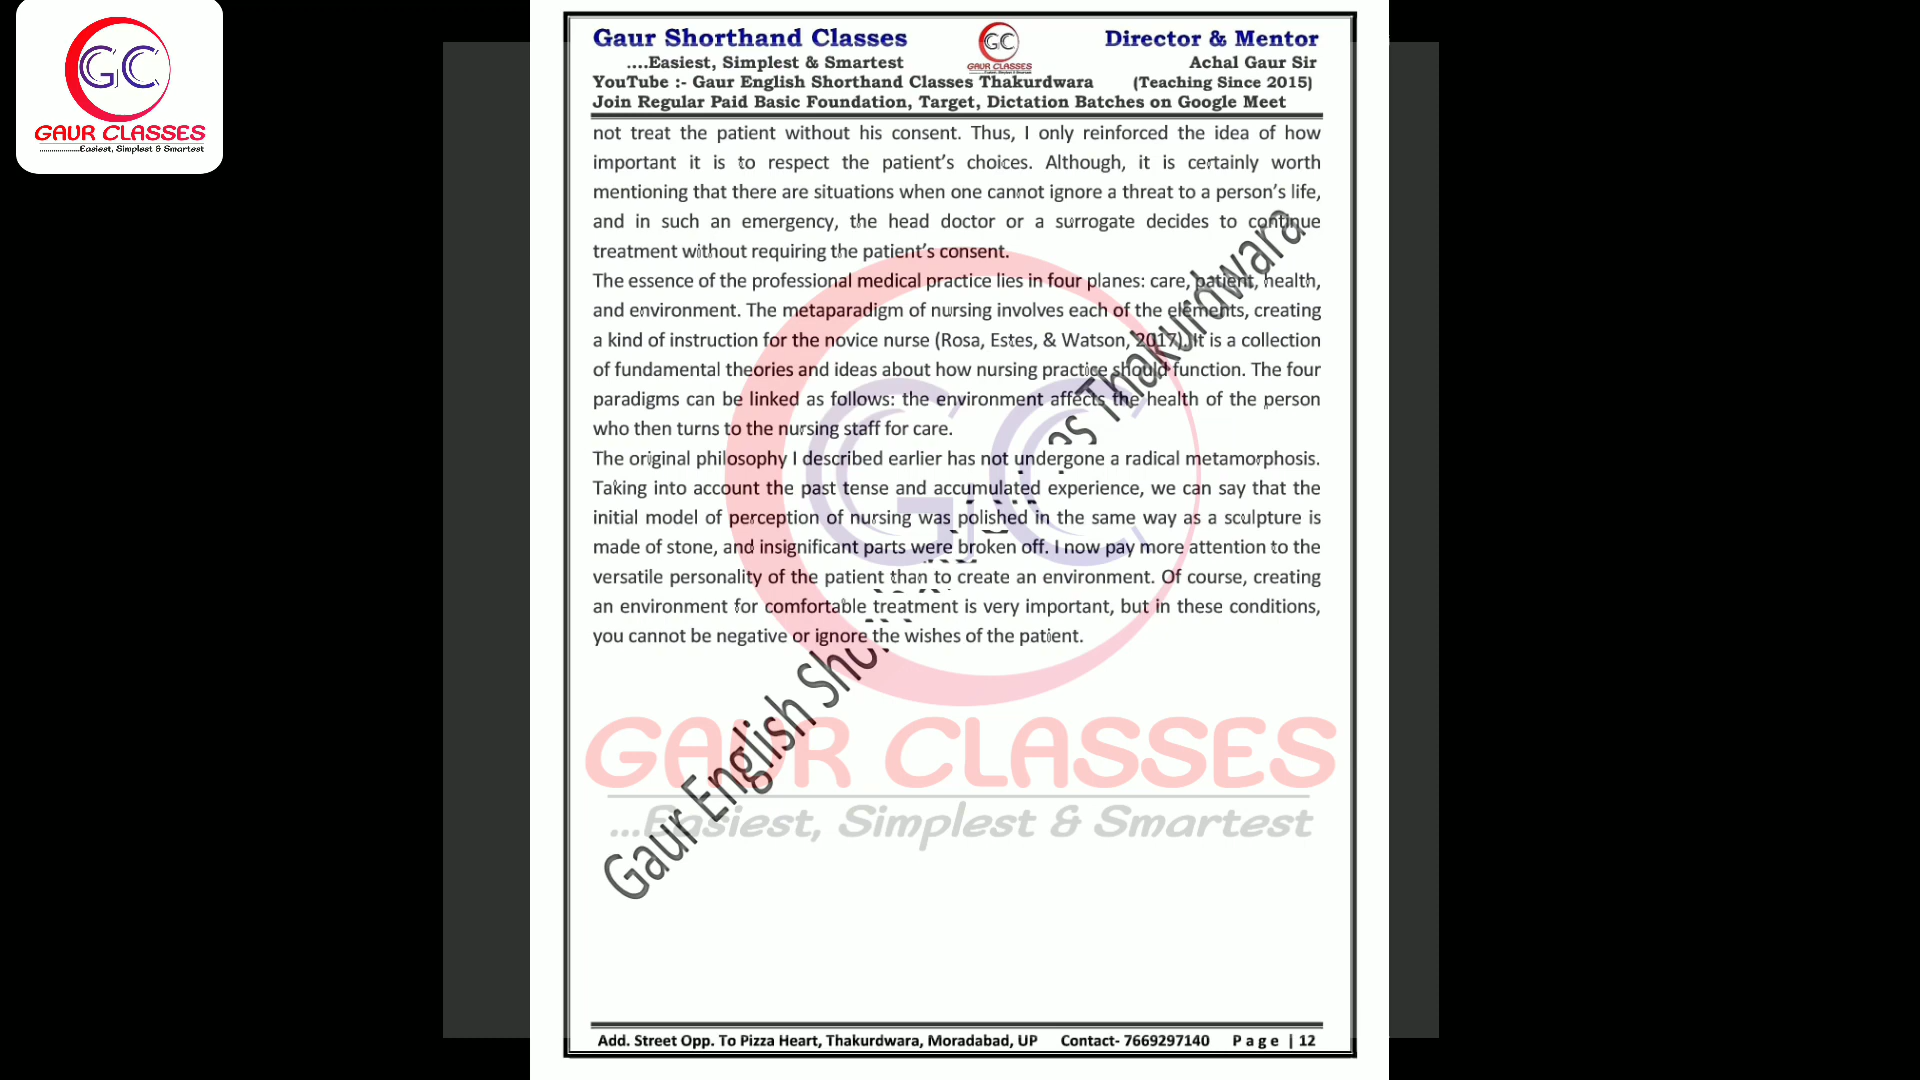 GC
GAUR CLASSES
...................Easiest, Simplest & Smartest
Gaur Shorthand Classes
....Easiest, Simplest & Smartest
GC
GAUR CLASSES
Director & Mentor
Achal Gaur Sir
YouTube :- Gaur English Shorthand Classes Thakurdwara (Teaching Since 2015)
Join Regular Paid Basic Foundation, Target, Dictation Batches on Google Meet
not treat the patient without his consent. Thus, I only reinforced the idea of how
important it is to respect the patient’s choices. Although, it is certainly worth
mentioning that there are situations when one cannot ignore a threat to a person’s life,
and in such an emergency, the head doctor or a surrogate decides to continue
treatment without requiring the patient’s consent.
The essence of the professional medical practice lies in four planes: care, patient, health,
and environment. The metaparadigm of nursing involves each of the elements, creating
a kind of instruction for the novice nurse (Rosa, Estes, & Watson, 2017). It is a collection
of fundamental theories and ideas about how nursing practice should function. The four
paradigms can be linked as follows: the environment affects the health of the person
who then turns to the nursing staff for care.
The original philosophy I described earlier has not undergone a radical metamorphosis.
Taking into account the past tense and accumulated experience, we can say that the
initial model of perception of nursing was polished in the same way as a sculpture is
made of stone, and insignificant parts were broken off. I now pay more attention to the
versatile personality of the patient than to create an environment. Of course, creating
an environment for comfortable treatment is very important, but in these conditions,
you cannot be negative or ignore the wishes of the patient.
GC
GAUR CLASSES
...Easiest, Simplest & Smartest
Gaur English Thakurdwara
Add. Street Opp. To Pizza Heart, Thakurdwara, Moradabad, UP Contact- 7669297140 P a g e | 12